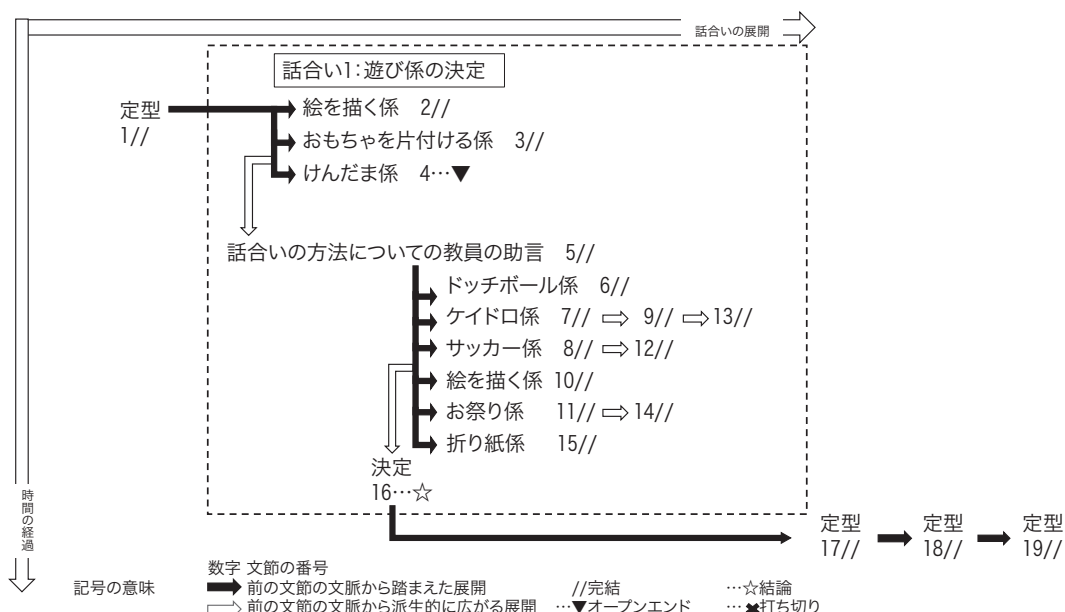 話合いの展開
話合い1：遊び係の決定
定型
1//
絵を描く係 2//
おもちゃを片付ける係 3//
けんだま係 4…▼
話合いの方法についての教員の助言 5//
ドッチボール係 6//
ケイドロ係 7// ⇨ 9// ⇨ 13//
サッカー係 8// ⇨ 12//
絵を描く係 10//
お祭り係 11// ⇨ 14//
折り紙係 15//
決定
16…☆
定型 定型 定型
17// 18// 19//
時間の経過
記号の意味
数字 文節の番号
前の文節の文脈から踏まえた展開 //完結 …☆結論
前の文節の文脈から派生的に広がる展開 …▼オープンエンド …✖打ち切り